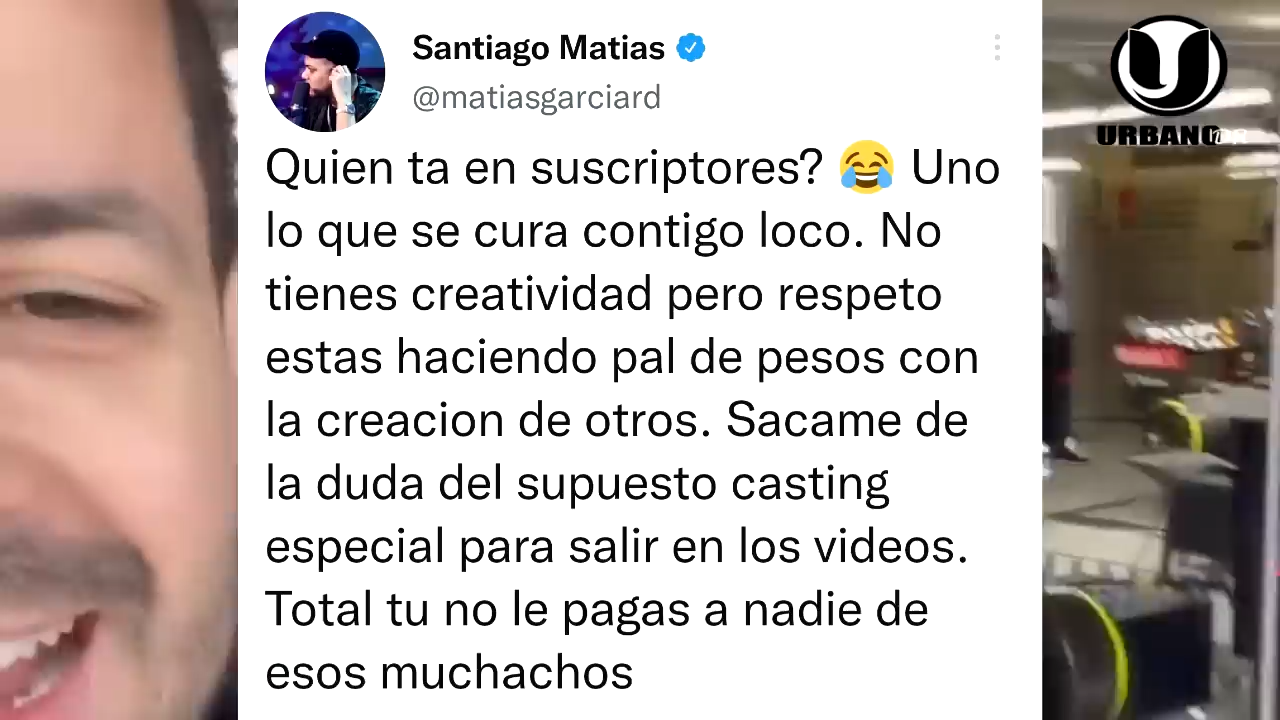 Santiago Matias
@matiasgarciard
Quien ta en suscriptores? 😂 Uno
lo que se cura contigo loco. No
tienes creatividad pero respeto
estas haciendo pal de pesos con
la creacion de otros. Sacame de
la duda del supuesto casting
especial para salir en los videos.
Total tu no le pagas a nadie de
esos muchachos
URBANO